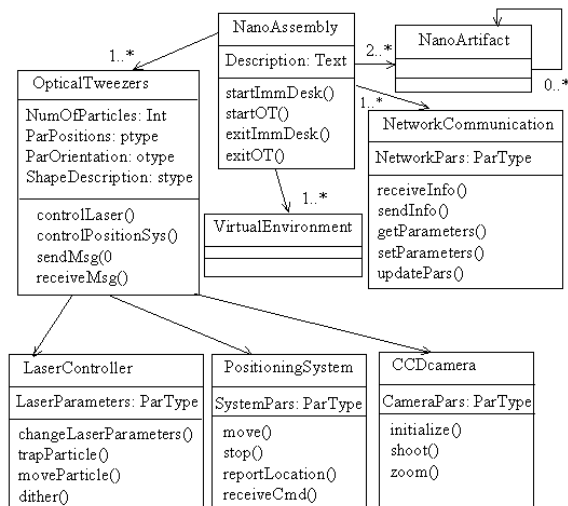 NanoAssembly
Description: Text
startImmDesk()
startOT()
exitImmDesk()
exitOT()
1..*
2..*
1..*
1..*
NanoArtifact
0..*
OpticalTweezers
NumOfParticles: Int
ParPositions: ptype
ParOrientation: otype
ShapeDescription: stype
controlLaser()
controlPositionSys()
sendMsg(0
receiveMsg()
NetworkCommunication
NetworkPars: ParType
receiveInfo()
sendInfo()
getParameters()
setParameters()
updatePars()
VirtualEnvironment
LaserController
LaserParameters: ParType
changeLaserParameters()
trapParticle()
moveParticle()
dither()
PositioningSystem
SystemPars: ParType
move()
stop()
reportLocation()
receiveCmd()
CCDcamera
CameraPars: ParType
initialize()
shoot()
zoom()